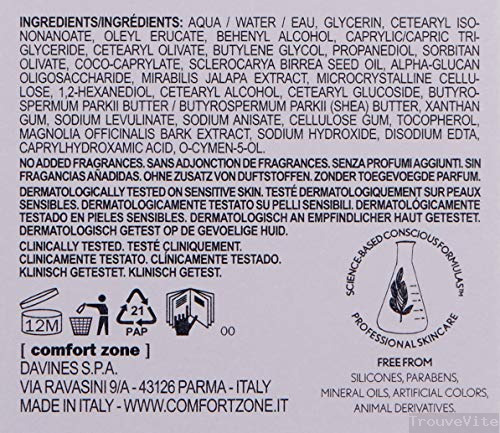 INGREDIENTS/INGRÉDIENTS: AQUA / WATER / EAU, GLYCERIN, CETEARYL ISO-
NONANOATE, OLEYL ERUCATE, BEHENYL ALCOHOL, CAPRYLIC/CAPRIC TRI-
GLYCERIDE, CETEARYL OLIVATE, BUTYLENE GLYCOL, PROPANEDIOL, SORBITAN
OLIVATE, COCO-CAPRYLATE, SCLEROCARYA BIRREA SEED OIL, ALPHA-GLUCAN
OLIGOSACCHARIDE, MIRABILIS JALAPA EXTRACT, MICROCRYSTALLINE CELLU-
LOSE, 1,2-HEXANEDIOL, CETEARYL ALCOHOL, CETEARYL GLUCOSIDE, BUTYRO-
SPERMUM PARKII BUTTER / BUTYROSPERMUM PARKII (SHEA) BUTTER, XANTHAN
GUM, SODIUM LEVULINATE, SODIUM ANISATE, CELLULOSE GUM, TOCOPHEROL,
MAGNOLIA OFFICINALIS BARK EXTRACT, SODIUM HYDROXIDE, DISODIUM EDTA,
CAPRYLHYDROXAMIC ACID, O-CYMEN-5-OL.
NO ADDED FRAGRANCES. SANS ADJONCTION DE FRAGRANCES. SENZA PROFUMI AGGIUNTI. SIN
FRAGANCIAS AÑADIDAS. OHNE ZUSATZ VON DUFTSTOFFEN. ZONDER TOEGEVOEGDE PARFUM.
DERMATOLOGICALLY TESTED ON SENSITIVE SKIN. TESTÉ DERMATOLOGIQUEMENT SUR PEAUX
SENSIBLES. DERMATOLOGICAMENTE TESTATO SU PELLI SENSIBILI. DERMATOLÓGICAMENTE
TESTADO EN PIELES SENSIBLES. DERMATOLOGISCH AN EMPFINDLICHER HAUT GETESTET.
DERMATOLOGISCH GETEST OP DE GEVOELIGE HUID.
CLINICALLY TESTED. TESTÉ CLINIQUEMENT.
CLINICAMENTE TESTATO. CLÍNICAMENTE TESTADO.
KLINISCH GETESTET. KLINISCH GETEST.
12M
21
PAP
00
SCIENCE-BASED CONSCIOUS FORMULAS™
PROFESSIONAL SKINCARE
[ comfort zone ]
DAVINES S.P.A.
VIA RAVASINI 9/A - 43126 PARMA - ITALY
MADE IN ITALY - WWW.COMFORTZONE.IT
FREE FROM
SILICONES, PARABENS,
MINERAL OILS, ARTIFICIAL COLORS,
ANIMAL DERIVATIVES.
TrouveVite